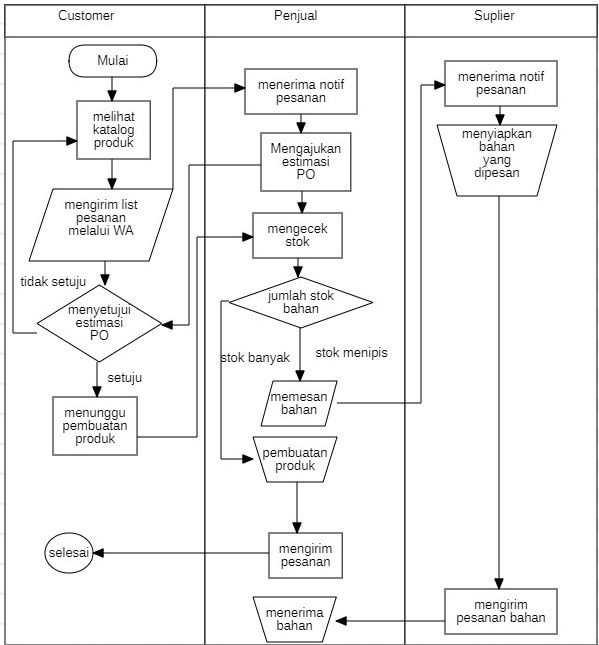 Customer
Penjual
Suplier
Mulai
melihat
katalog
produk
mengirim list
pesanan
melalui WA
tidak setuju
menyetujui
estimasi
PO
setuju
menunggu
pembuatan
produk
selesai
menerima notif
pesanan
Mengajukan
estimasi
PO
mengecek
stok
jumlah stok
bahan
stok banyak
stok menipis
memesan
bahan
pembuatan
produk
mengirim
pesanan
menerima
bahan
menerima notif
pesanan
menyiapkan
bahan
yang
dipesan
mengirim
pesanan bahan